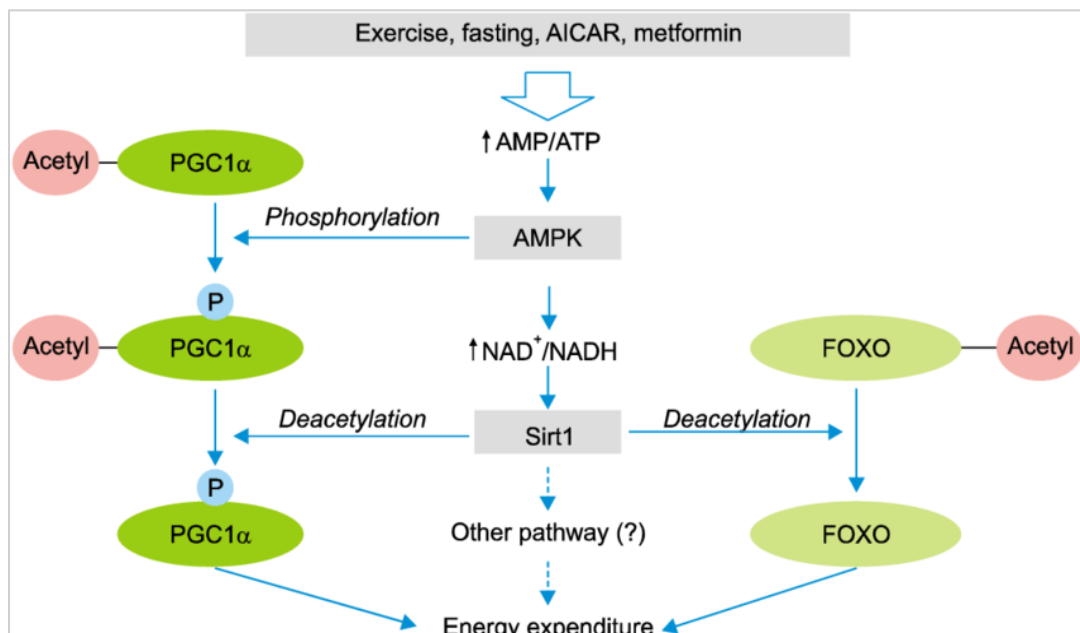 Exercise, fasting, AICAR, metformin
↑AMP/ATP
Acetyl
PGC1α
Phosphorylation
AMPK
P
Acetyl
PGC1α
↑NAD⁺/NADH
FOXO
Acetyl
Deacetylation
Sirt1
Deacetylation
P
PGC1α
Other pathway (?)
FOXO
Energy expenditure